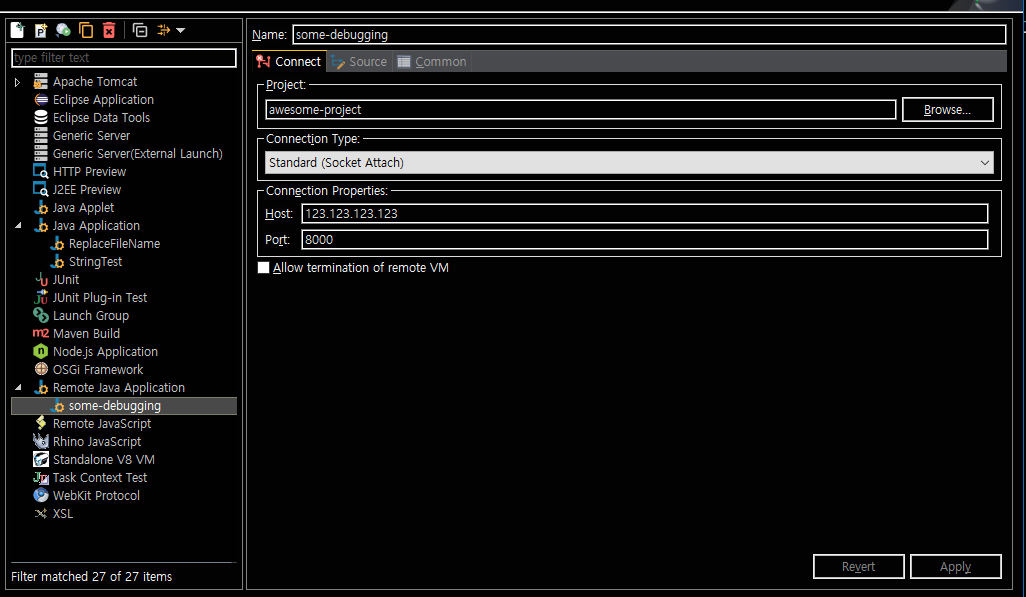 type filter text
Apache Tomcat
Eclipse Application
Eclipse Data Tools
Generic Server
Generic Server(External Launch)
HTTP Preview
J2EE Preview
Java Applet
Java Application
ReplaceFileName
StringTest
JUnit
JUnit Plug-in Test
Launch Group
m2 Maven Build
Node.js Application
OSGi Framework
Remote Java Application
some-debugging
Remote JavaScript
Rhino JavaScript
Standalone V8 VM
Task Context Test
WebKit Protocol
XSL
Filter matched 27 of 27 items
Name: some-debugging
Connect Source Common
Project:
awesome-project Browse...
Connection Type:
Standard (Socket Attach)
Connection Properties:
Host: 123.123.123.123
Port: 8000
Allow termination of remote VM
Revert Apply